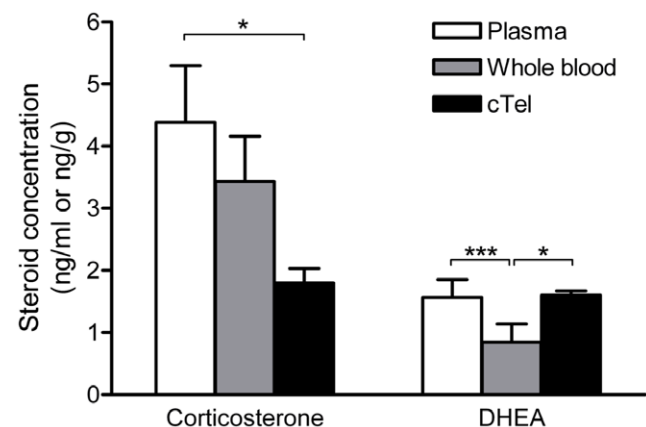 Steroid concentration
(ng/ml or ng/g)
6
5
4
3
2
1
0
*
Plasma
Whole blood
cTel
***
*
Corticosterone
DHEA